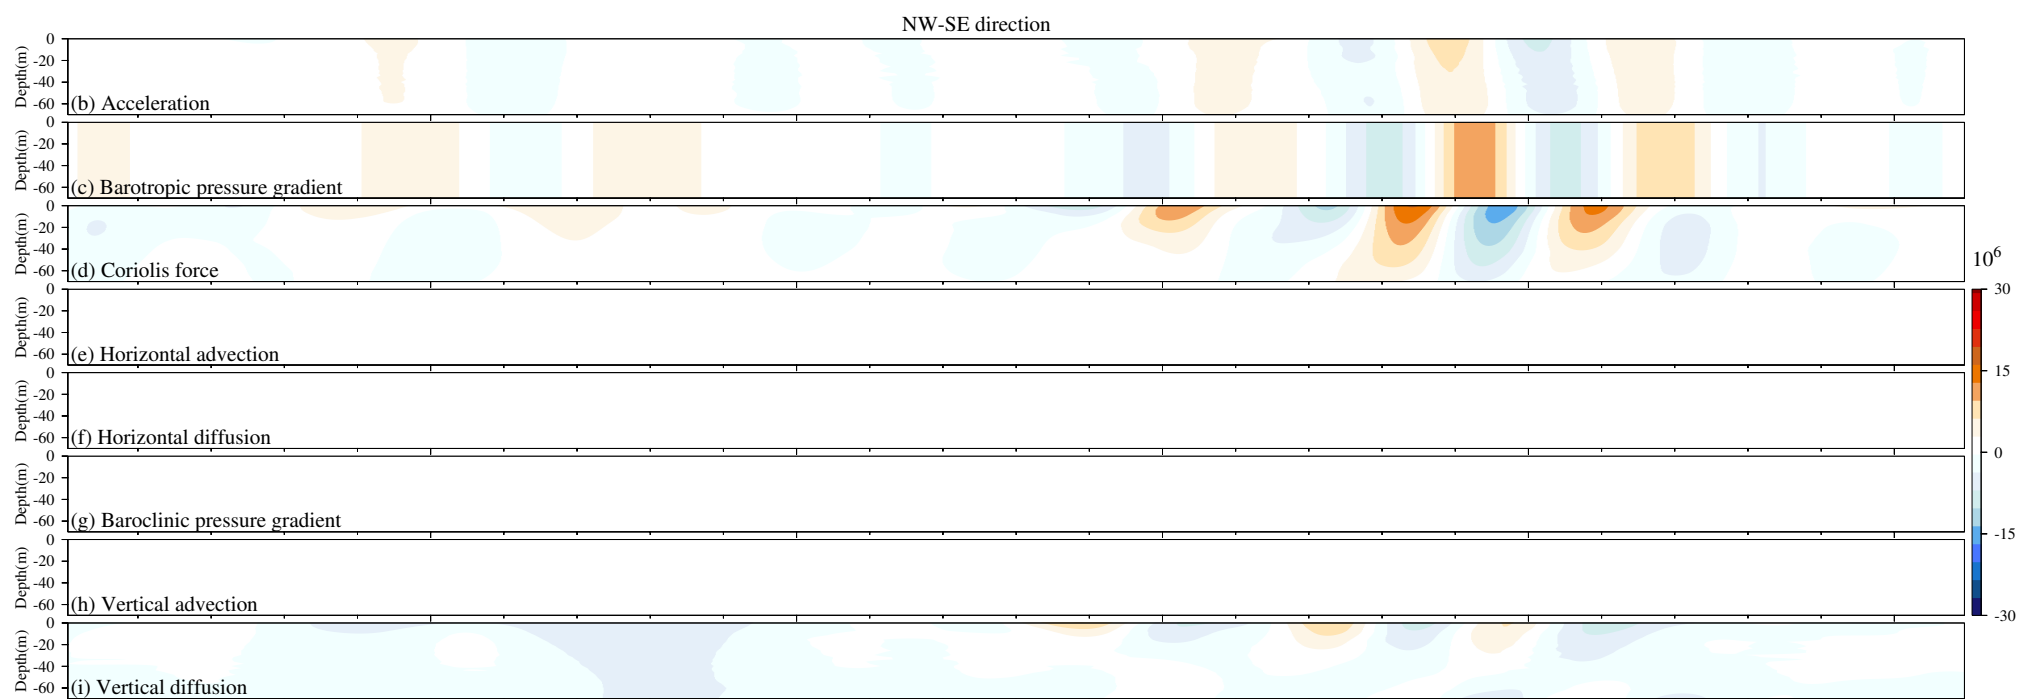 NW-SE direction
Depth(m)
0
-20
-40
-60
(b) Acceleration
Depth(m)
0
-20
-40
-60
(c) Barotropic pressure gradient
Depth(m)
0
-20
-40
-60
(d) Coriolis force
Depth(m)
0
-20
-40
-60
(e) Horizontal advection
Depth(m)
0
-20
-40
-60
(f) Horizontal diffusion
Depth(m)
0
-20
-40
-60
(g) Baroclinic pressure gradient
Depth(m)
0
-20
-40
-60
(h) Vertical advection
Depth(m)
0
-20
-40
-60
(i) Vertical diffusion
10⁶
30
15
0
-15
-30